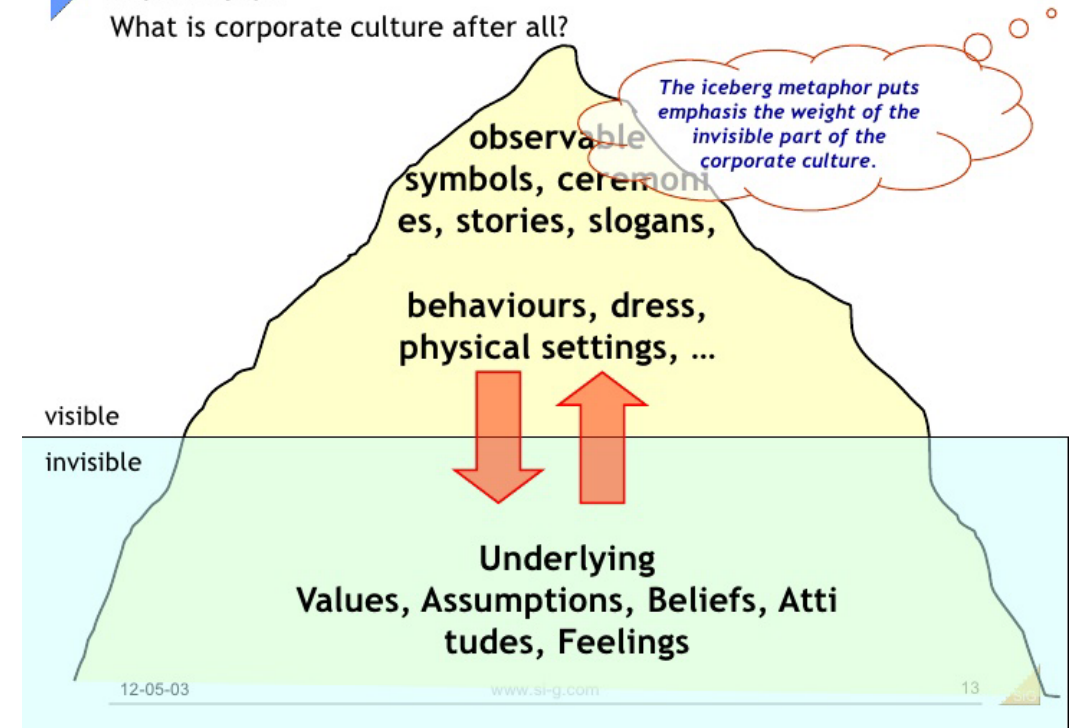 What is corporate culture after all?
The iceberg metaphor puts
emphasis the weight of the
invisible part of the
corporate culture.
observable
symbols, ceremoni
es, stories, slogans,
behaviours, dress,
physical settings, ...
visible
invisible
Underlying
Values, Assumptions, Beliefs, Atti
tudes, Feelings
12-05-03
www.si-g.com
13